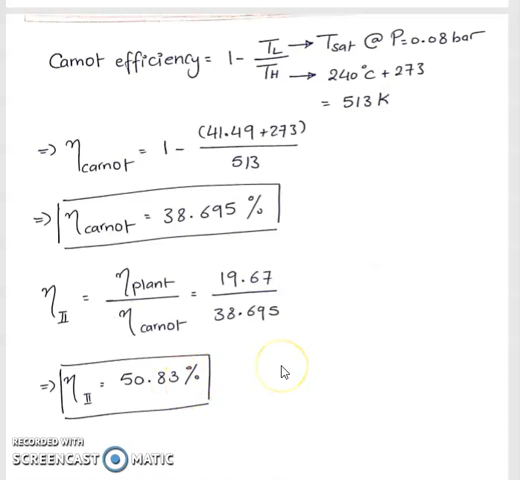 Carnot efficiency = 1 - TL/TH → Tsat @ P=0.08 bar
→ 240°C + 273
= 513 K
=> ηcarnot = 1 - (41.49+273)/513
=> ηcarnot = 38.695 %
ηII = ηplant/ηcarnot = 19.67/38.695
=> ηII = 50.83%
RECORDED WITH
SCREENCAST MATIC